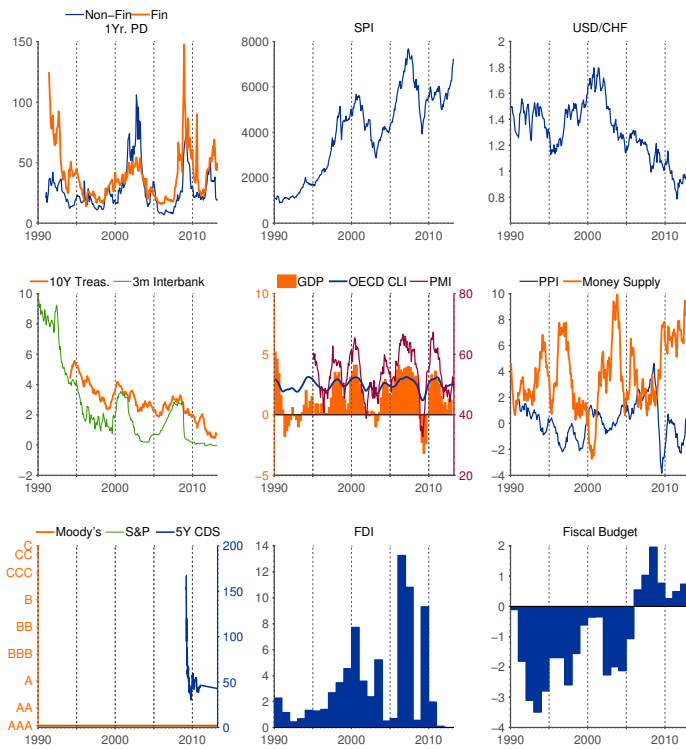 Non-Fin Fin
1Yr. PD
150
100
50
0
1990 2000 2010
SPI
8000
6000
4000
2000
0
1990 2000 2010
USD/CHF
2
1.8
1.6
1.4
1.2
1
0.8
1990 2000 2010
10Y Treas. 3m Interbank
10
8
6
4
2
0
−2
1990 2000 2010
GDP OECD CLI PMI
10 80
5 60
0 40
−5 20
1990 2000 2010
PPI Money Supply
10
8
6
4
2
0
−2
−4
1990 2000 2010
Moody's S&P 5Y CDS
C 200
CC
CCC
B 150
BB 100
BBB
A 50
AA
AAA 0
1990 2000 2010
FDI
14
12
10
8
6
4
2
0
1990 2000 2010
Fiscal Budget
2
1
0
−1
−2
−3
−4
1990 2000 2010